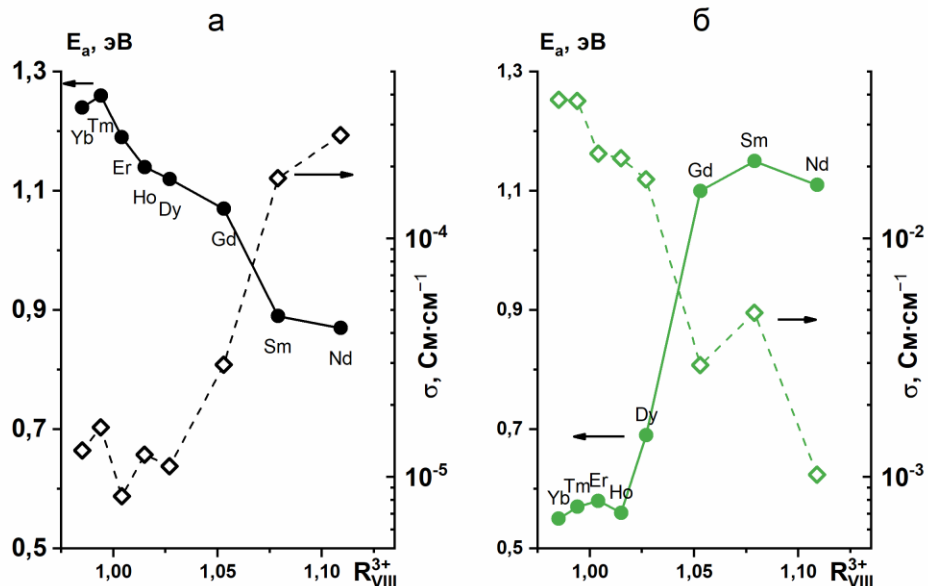 а
Eₐ, эВ
1,3
1,1
0,9
0,7
0,5
Yb
Tm
Er
Ho
Dy
Gd
Sm
Nd
10⁻⁴
10⁻⁵
σ, См·см⁻¹
1,00
1,05
1,10
R³⁺VIII
б
Eₐ, эВ
1,3
1,1
0,9
0,7
0,5
Yb
Tm
Er
Ho
Dy
Gd
Sm
Nd
10⁻²
10⁻³
σ, См·см⁻¹
1,00
1,05
1,10
R³⁺VIII